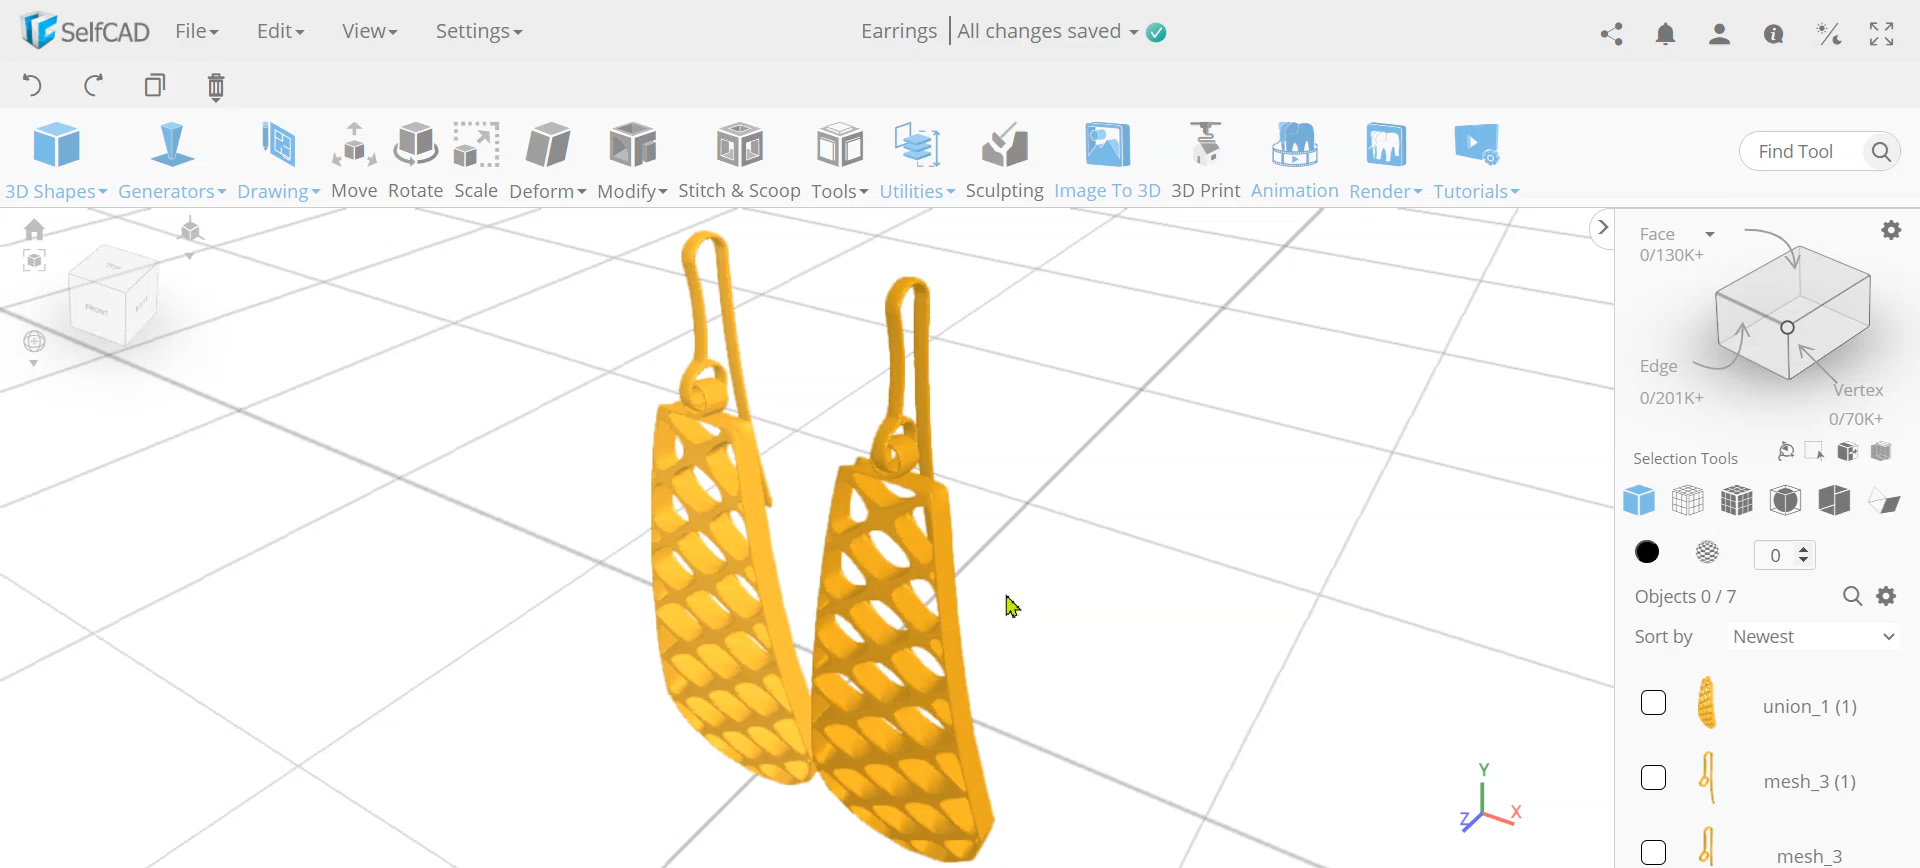 SelfCAD File Edit View Settings Earrings All changes saved
3D Shapes Generators Drawing Move Rotate Scale Deform Modify Stitch & Scoop Tools Utilities Sculpting Image To 3D 3D Print Animation Render Tutorials
Find Tool
TOP
FRONT
Face
0/130K+
Edge
0/201K+
Vertex
0/70K+
Selection Tools
0
Objects 0 / 7
Sort by Newest
union_1 (1)
mesh_3 (1)
mesh_3
Y
X
Z